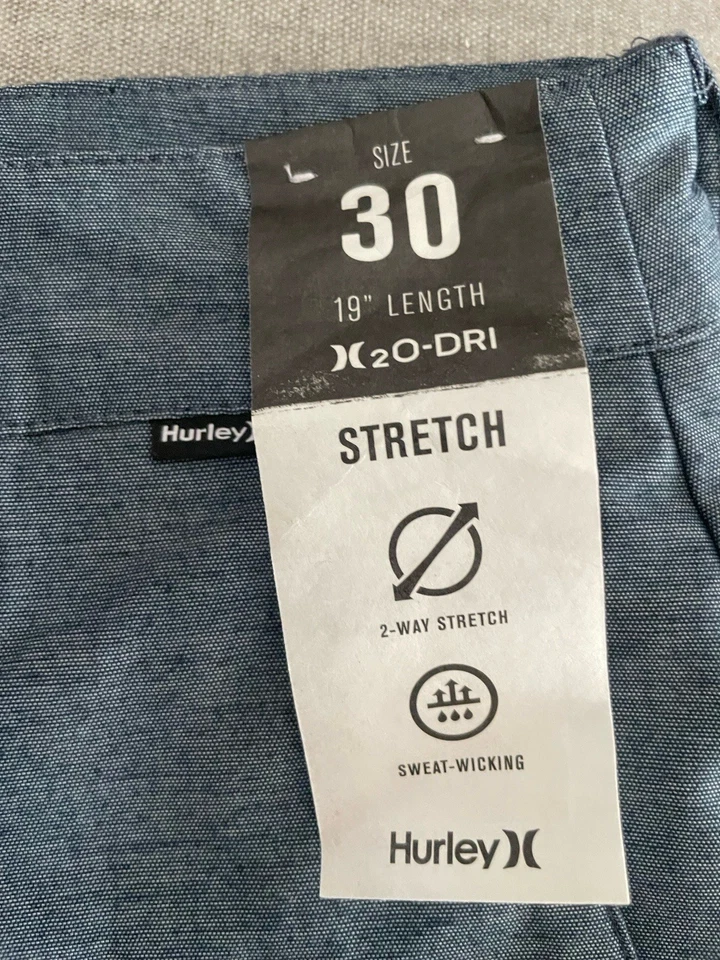 SIZE
30
19" LENGTH
H2O-DRI
STRETCH
2-WAY STRETCH
SWEAT-WICKING
Hurley
Hurley